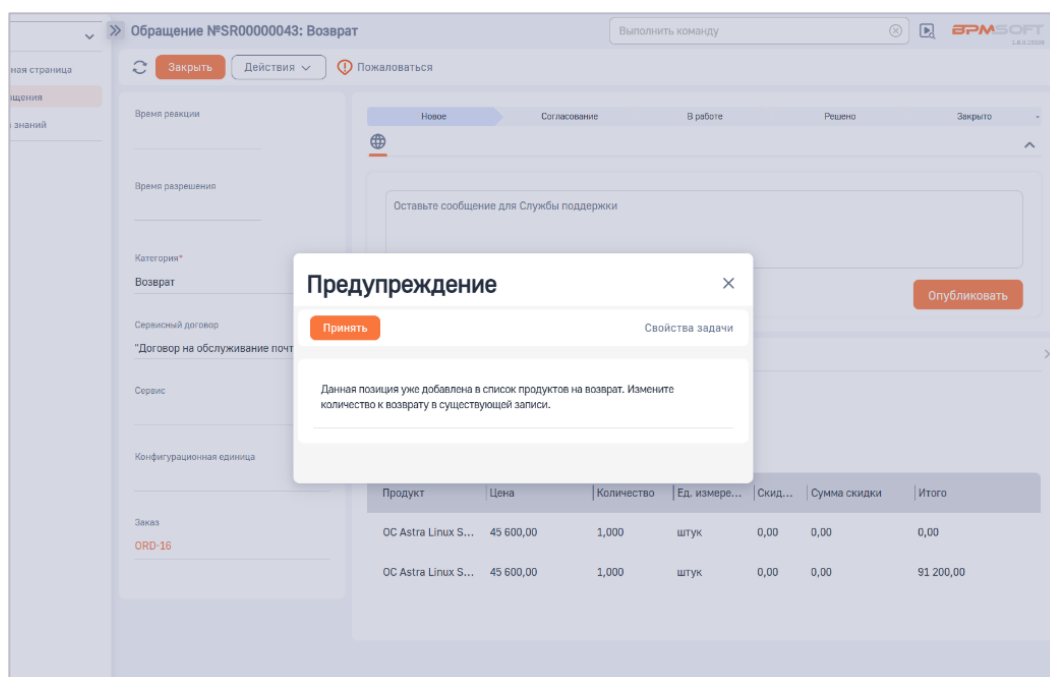 Обращение №SR00000043: Возврат
Выполнить команду
BPMSOFT
ная страница
Закрыть
Действия
Пожаловаться
щения
знаний
Время реакции
Новое
Согласование
В работе
Решено
Закрыто
Время разрешения
Оставьте сообщение для Службы поддержки
Категория*
Возврат
Опубликовать
Предупреждение
Принять
Свойства задачи
Данная позиция уже добавлена в список продуктов на возврат. Измените
количество к возврату в существующей записи.
Сервисный договор
"Договор на обслуживание почт
Сервис
Конфигурационная единица
Заказ
ORD-16
Продукт
Цена
Количество
Ед. измере...
Скид...
Сумма скидки
Итого
ОС Astra Linux S...
45 600,00
1,000
штук
0,00
0,00
0,00
ОС Astra Linux S...
45 600,00
1,000
штук
0,00
0,00
91 200,00